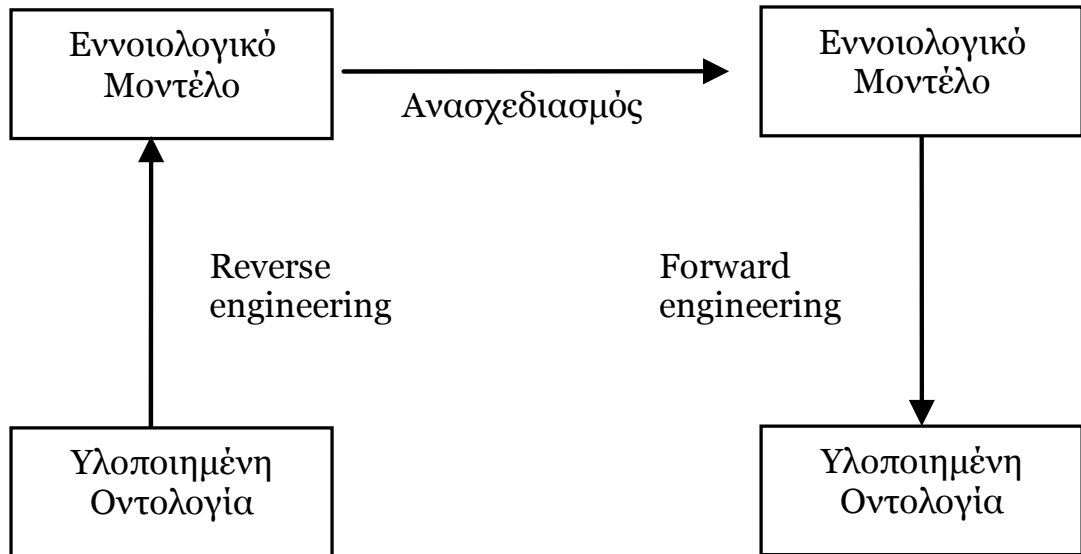 Εννοιολογικό
Μοντέλο
Ανασχεδιασμός
Εννοιολογικό
Μοντέλο
Reverse
engineering
Forward
engineering
Υλοποιημένη
Οντολογία
Υλοποιημένη
Οντολογία